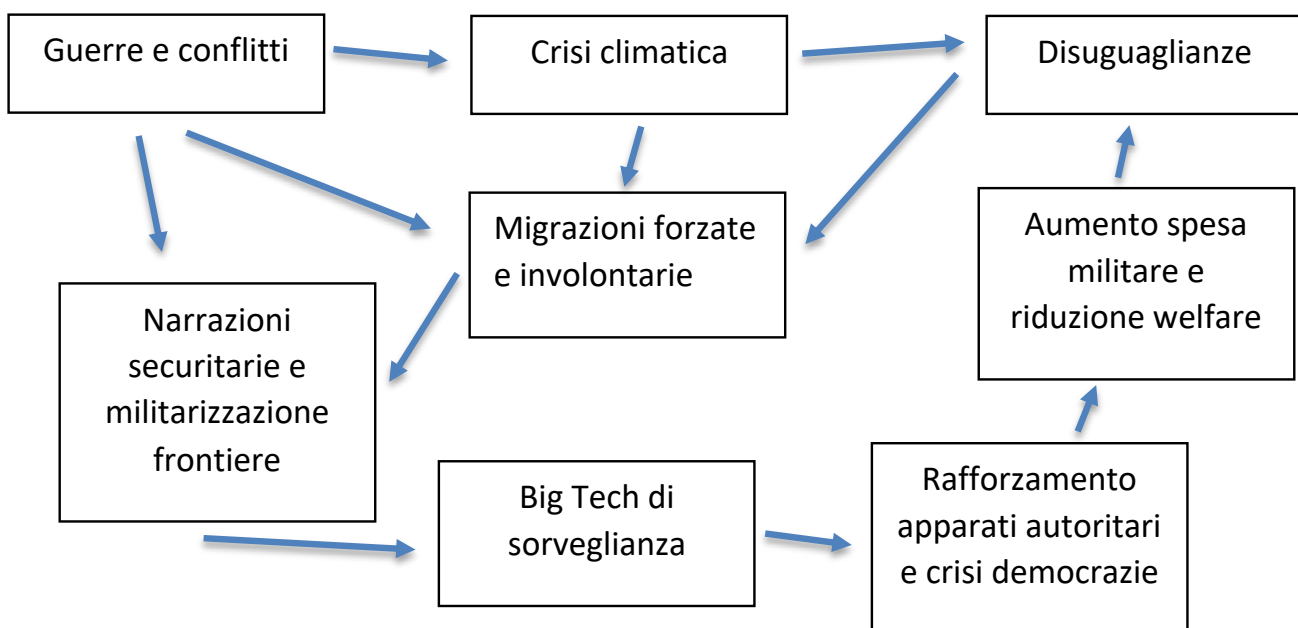 Guerre e conflitti
Crisi climatica
Disuguaglianze
Migrazioni forzate
e involontarie
Aumento spesa
militare e
riduzione welfare
Narrazioni
securitarie e
militarizzazione
frontiere
Big Tech di
sorveglianza
Rafforzamento
apparati autoritari
e crisi democrazie